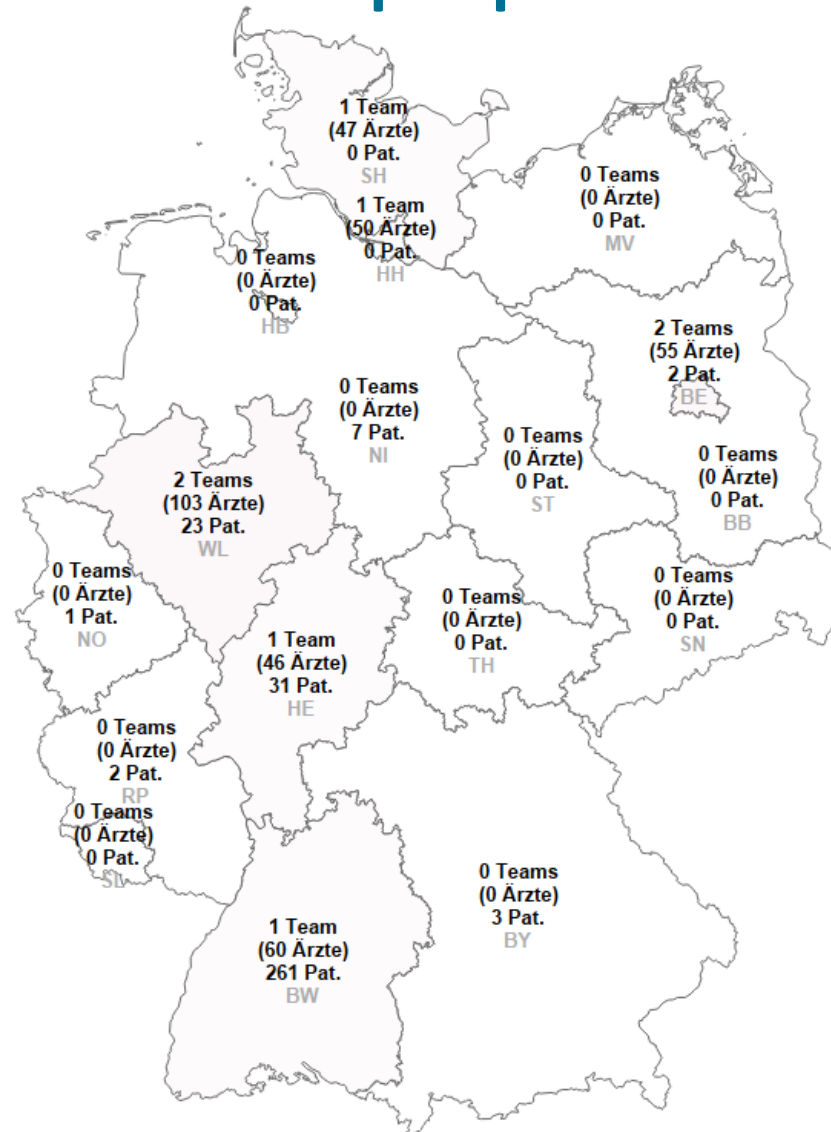 1 Team
(47 Ärzte)
0 Pat.
SH
1 Team
(50 Ärzte)
0 Pat.
HH
0 Teams
(0 Ärzte)
0 Pat.
MV
0 Teams
(0 Ärzte)
0 Pat.
HB
2 Teams
(55 Ärzte)
2 Pat.
BE
0 Teams
(0 Ärzte)
7 Pat.
NI
0 Teams
(0 Ärzte)
0 Pat.
ST
0 Teams
(0 Ärzte)
0 Pat.
BB
2 Teams
(103 Ärzte)
23 Pat.
WL
0 Teams
(0 Ärzte)
1 Pat.
NO
1 Team
(46 Ärzte)
31 Pat.
HE
0 Teams
(0 Ärzte)
0 Pat.
TH
0 Teams
(0 Ärzte)
0 Pat.
SN
0 Teams
(0 Ärzte)
2 Pat.
RP
0 Teams
(0 Ärzte)
0 Pat.
SL
1 Team
(60 Ärzte)
261 Pat.
BW
0 Teams
(0 Ärzte)
3 Pat.
BY